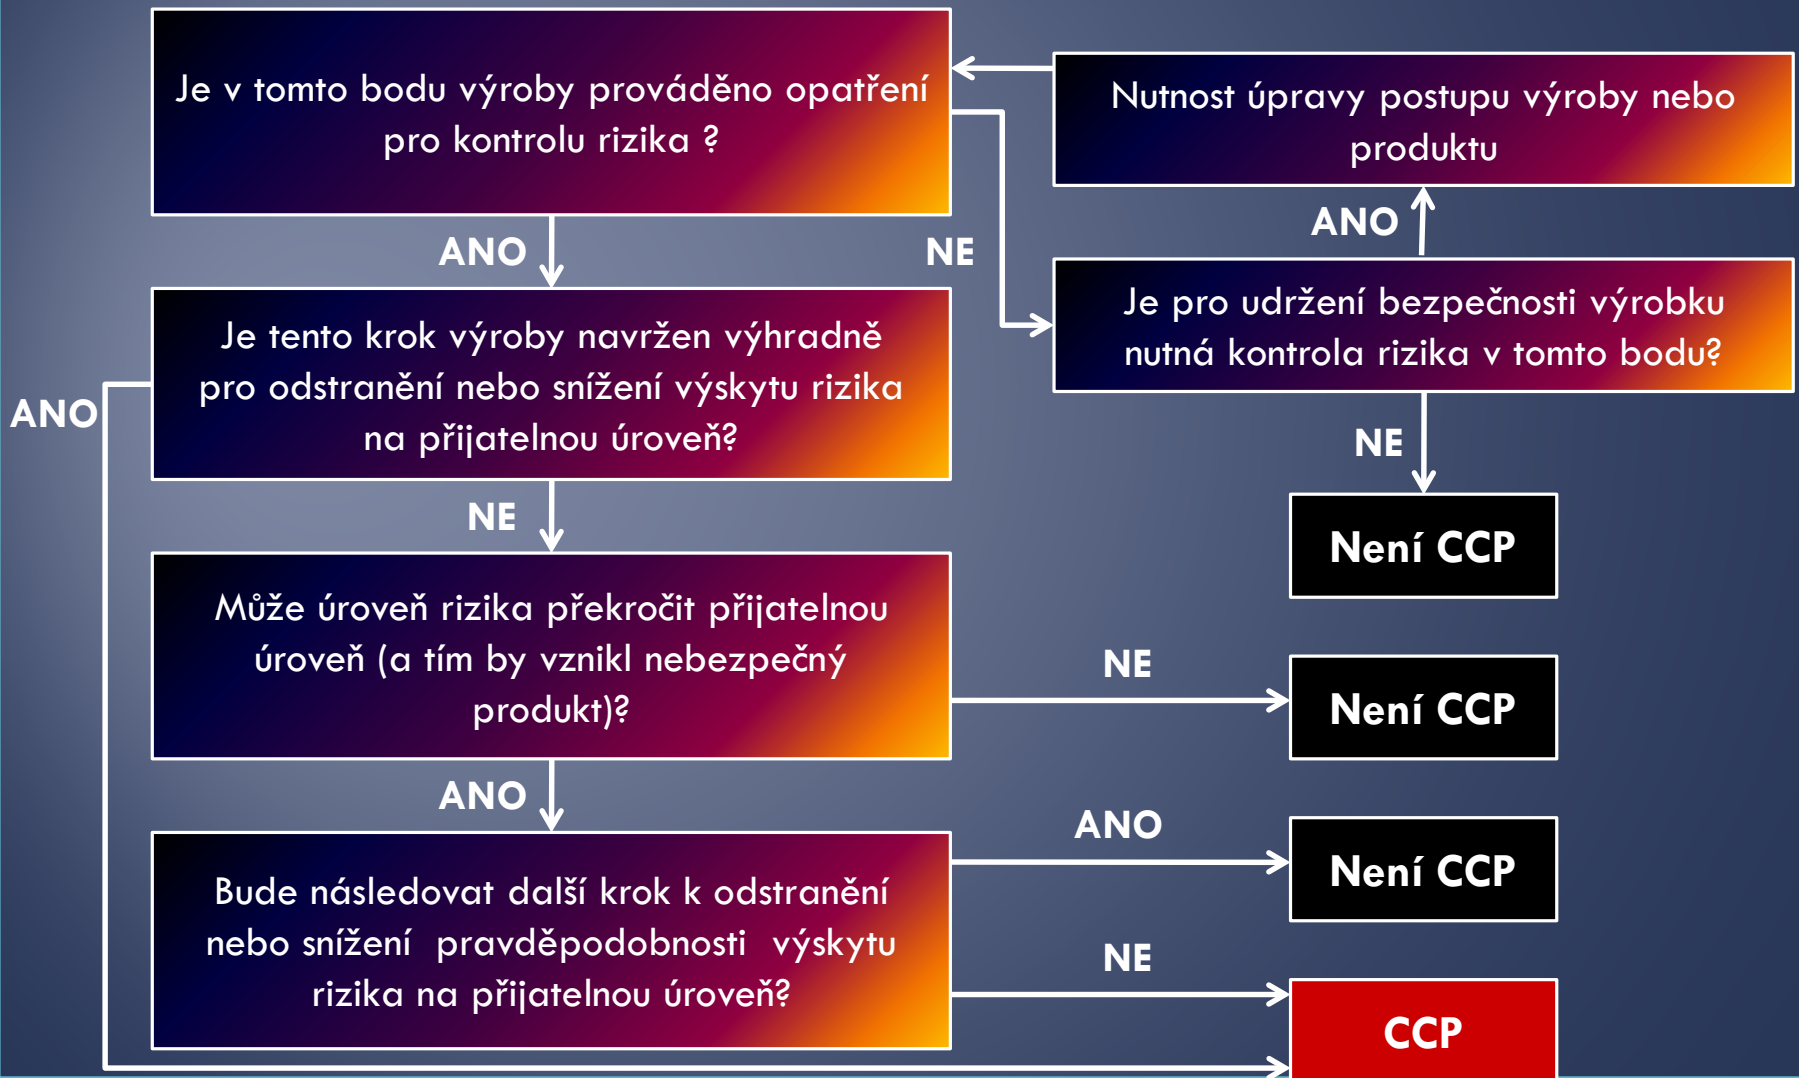 Je v tomto bodu výroby prováděno opatření
pro kontrolu rizika ?
Nutnost úpravy postupu výroby nebo
produktu
ANO
NE
ANO
Je pro udržení bezpečnosti výrobku
nutná kontrola rizika v tomto bodu?
Je tento krok výroby navržen výhradně
pro odstranění nebo snížení výskytu rizika
na přijatelnou úroveň?
ANO
NE
NE
Není CCP
Může úroveň rizika překročit přijatelnou
úroveň (a tím by vznikl nebezpečný
produkt)?
NE
Není CCP
ANO
Bude následovat další krok k odstranění
nebo snížení pravděpodobnosti výskytu
rizika na přijatelnou úroveň?
ANO
Není CCP
NE
CCP